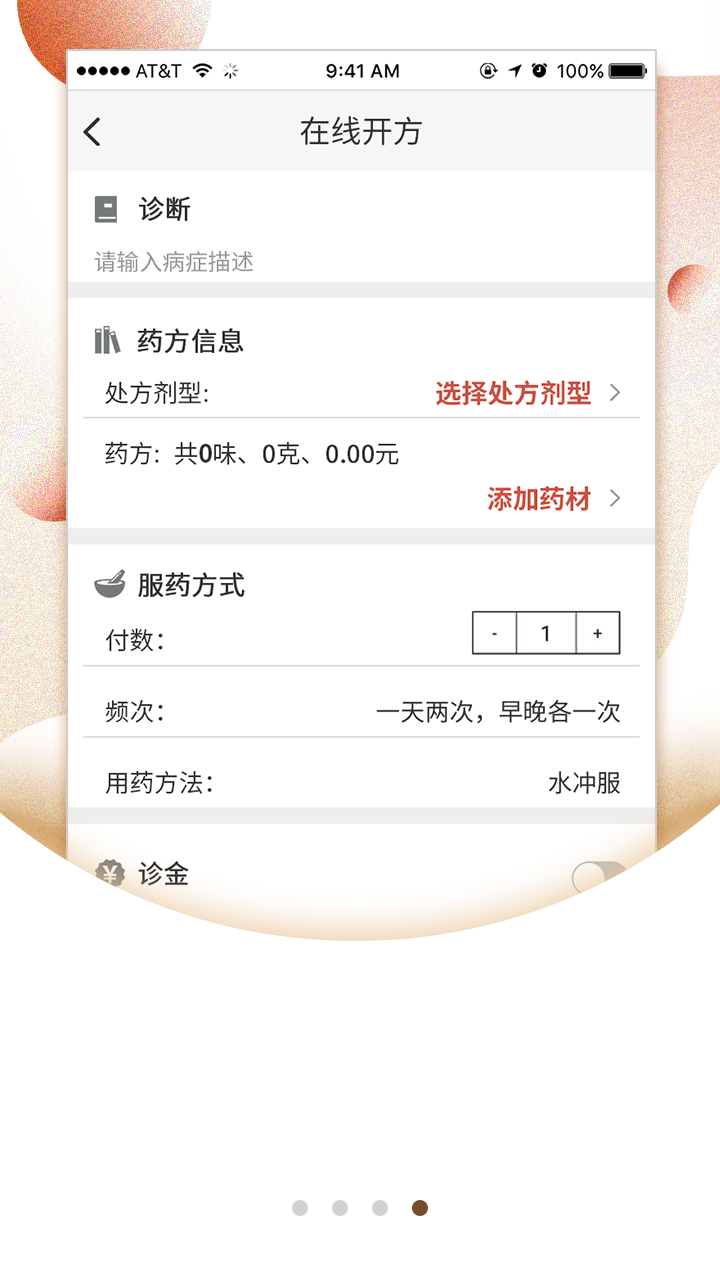 AT&T 9:41 AM 100%
在线开方
诊断
请输入病症描述
药方信息
处方剂型: 选择处方剂型
药方: 共0味、0克、0.00元
添加药材
服药方式
付数: - 1 +
频次: 一天两次，早晚各一次
用药方法: 水冲服
¥ 诊金